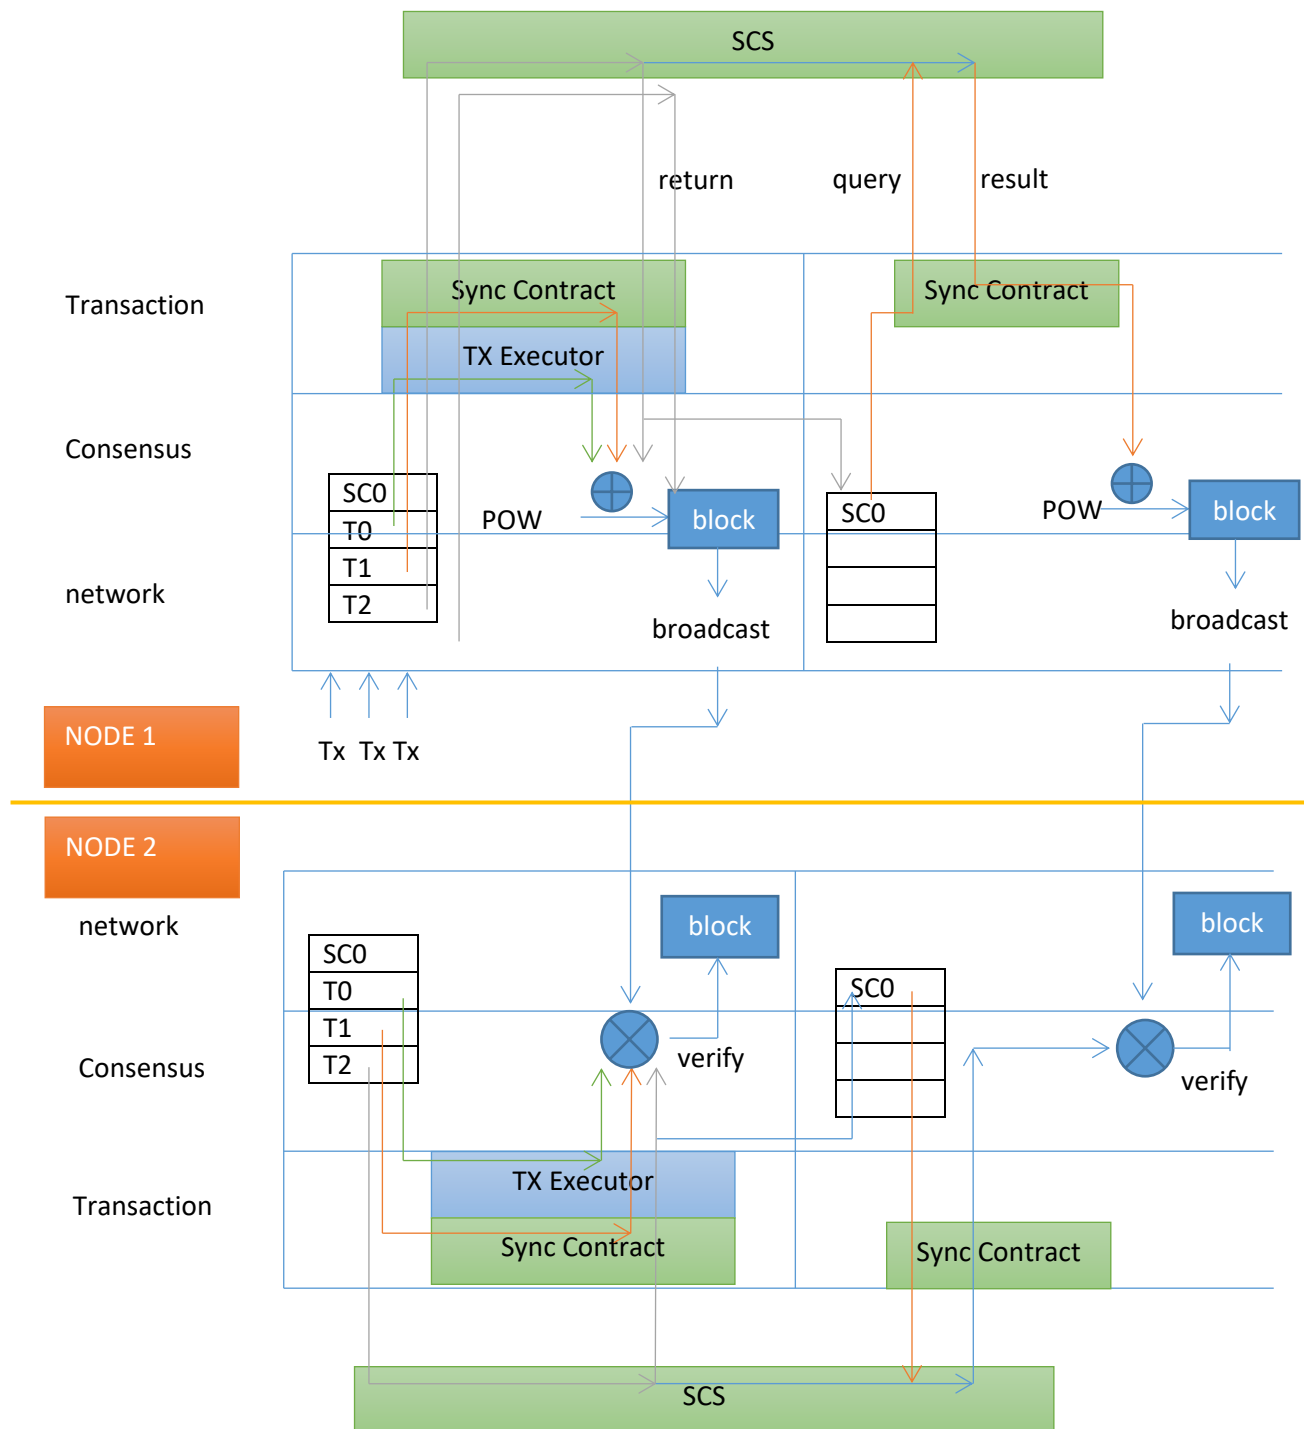 SCS
return query result
Transaction
Sync Contract
Sync Contract
TX Executor
Consensus
SC0
T0
T1
T2
POW
block
SC0
POW
block
network
broadcast
broadcast
NODE 1
Tx Tx Tx
NODE 2
network
block
block
SC0
T0
T1
T2
SC0
verify
verify
Consensus
Transaction
TX Executor
Sync Contract
Sync Contract
SCS